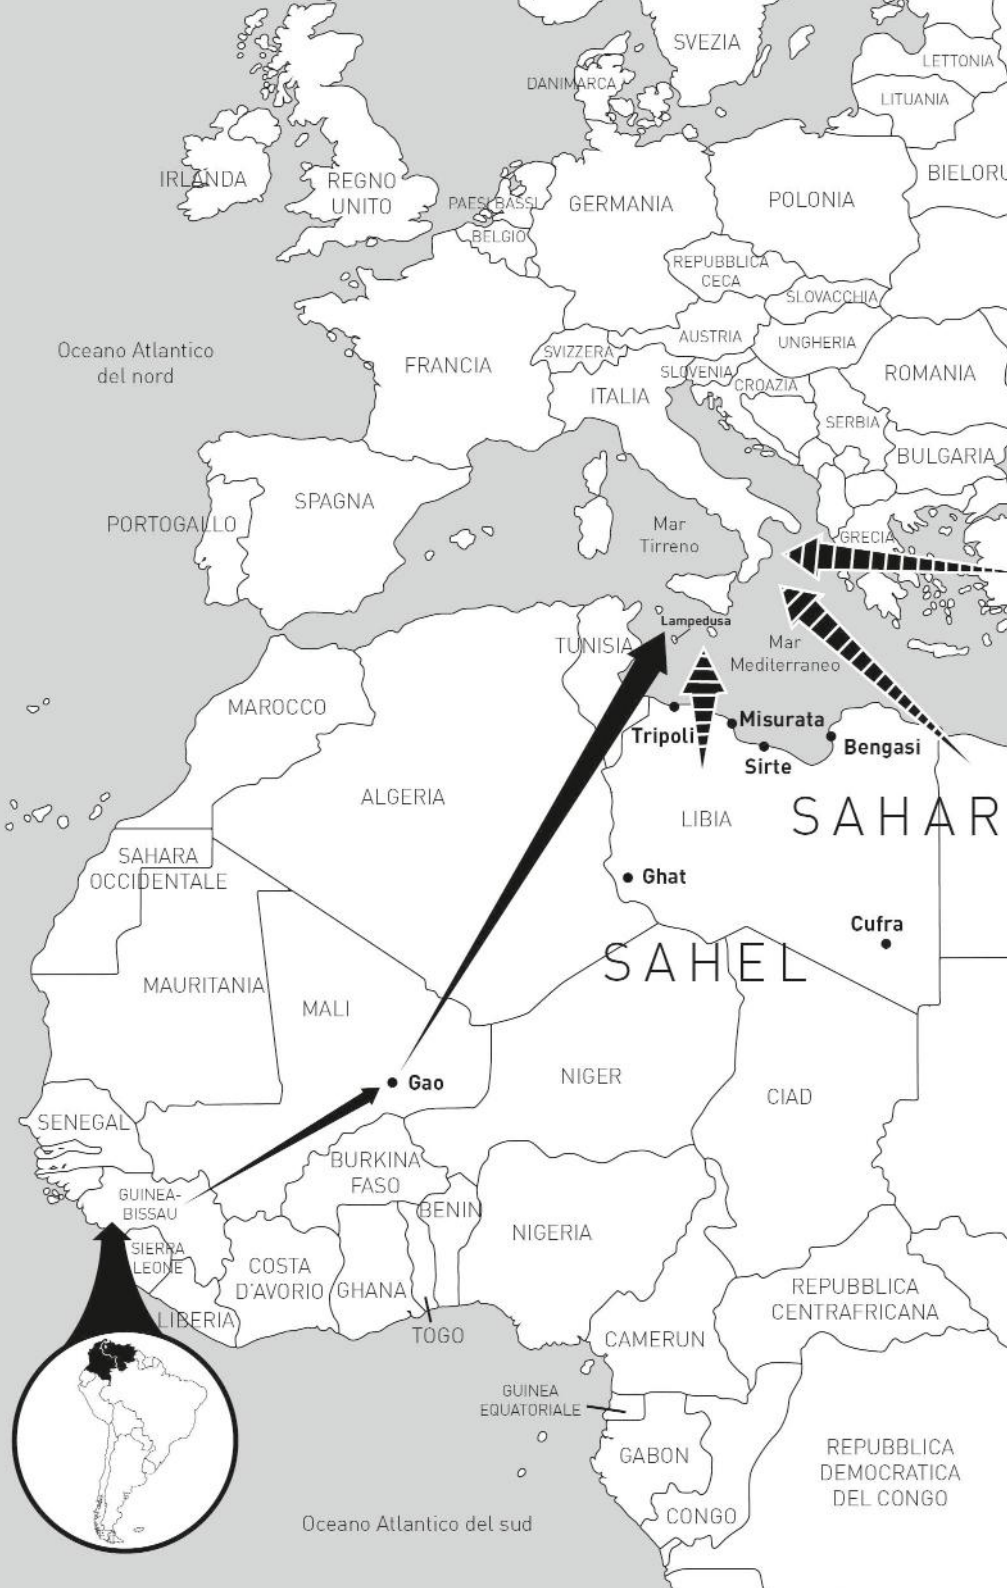 SVEZIA
LETTONIA
DANIMARCA
LITUANIA
IRLANDA
REGNO
UNITO
PAESI BASSI
GERMANIA
POLONIA
BIELORU
BELGIO
REPUBBLICA
CECA
SLOVACCHIA
Oceano Atlantico
del nord
FRANCIA
SVIZZERA
AUSTRIA
UNGHERIA
SLOVENIA
CROAZIA
ROMANIA
ITALIA
SERBIA
BULGARIA
SPAGNA
PORTOGALLO
Mar
Tirreno
GRECIA
Lampedusa
TUNISIA
Mar
Mediterraneo
MAROCCO
Tripoli
Misurata
Sirte
Bengasi
ALGERIA
LIBIA
SAHAR
SAHARA
OCCIDENTALE
Ghat
Cufra
SAHEL
MAURITANIA
MALI
Gao
NIGER
CIAD
SENEGAL
BURKINA
FASO
GUINEA-
BISSAU
BENIN
NIGERIA
SIERRA
LEONE
COSTA
D'AVORIO
GHANA
LIBERIA
TOGO
REPUBBLICA
CENTRAFRICANA
CAMERUN
GUINEA
EQUATORIALE
GABON
REPUBBLICA
DEMOCRATICA
DEL CONGO
CONGO
Oceano Atlantico del sud